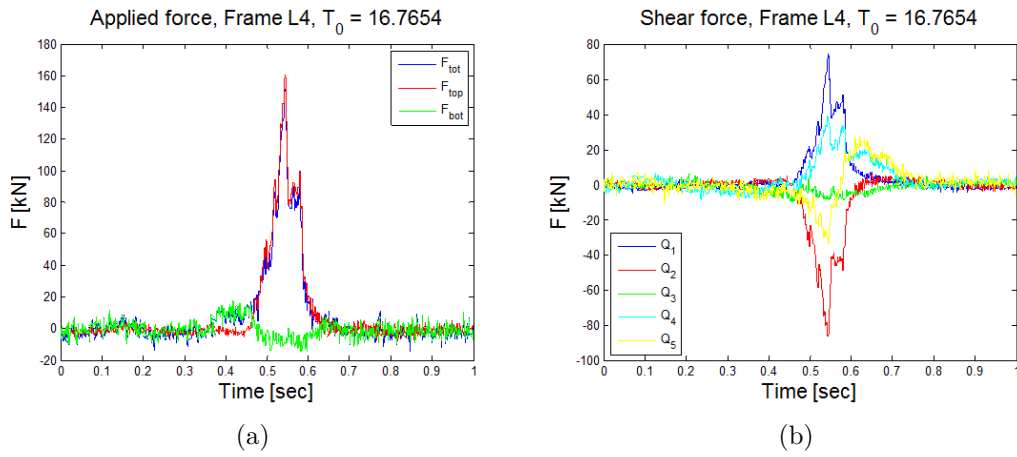 Applied force, Frame L4, T0 = 16.7654
180
160
140
120
100
80
60
40
20
0
-20
F [kN]
Ftot
Ftop
Fbot
0 0.1 0.2 0.3 0.4 0.5 0.6 0.7 0.8 0.9 1
Time [sec]
(a)
Shear force, Frame L4, T0 = 16.7654
80
60
40
20
0
-20
-40
-60
-80
-100
F [kN]
Q1
Q2
Q3
Q4
Q5
0 0.1 0.2 0.3 0.4 0.5 0.6 0.7 0.8 0.9 1
Time [sec]
(b)